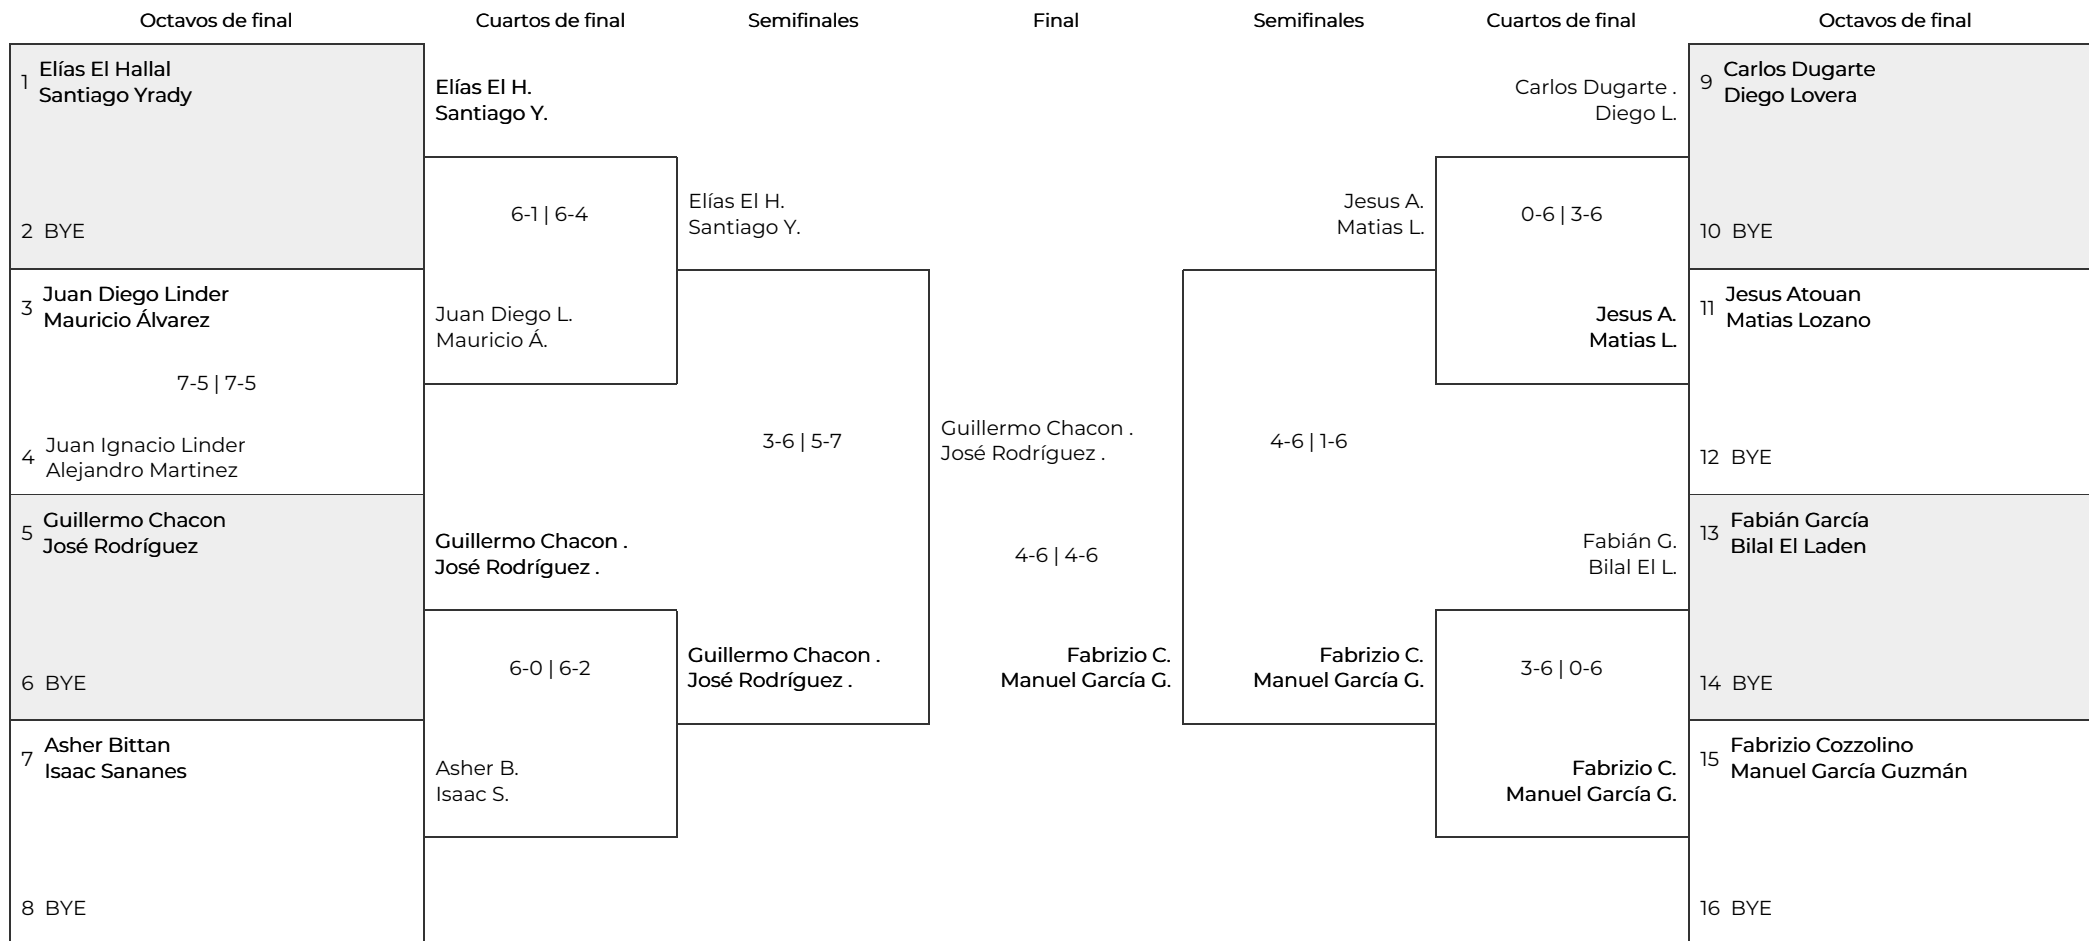 Octavos de final
Cuartos de final
Semifinales
Final
Semifinales
Cuartos de final
Octavos de final
1 Elías El Hallal
Santiago Yrady
2 BYE
3 Juan Diego Linder
Mauricio Álvarez
7-5 | 7-5
4 Juan Ignacio Linder
Alejandro Martinez
5 Guillermo Chacon
José Rodríguez
6 BYE
7 Asher Bittan
Isaac Sananes
8 BYE
Elías El H.
Santiago Y.
6-1 | 6-4
Juan Diego L.
Mauricio Á.
Guillermo Chacon .
José Rodríguez .
6-0 | 6-2
Asher B.
Isaac S.
Elías El H.
Santiago Y.
3-6 | 5-7
Guillermo Chacon .
José Rodríguez .
Guillermo Chacon .
José Rodríguez .
4-6 | 4-6
Fabrizio C.
Manuel García G.
Jesus A.
Matias L.
4-6 | 1-6
Fabrizio C.
Manuel García G.
Carlos Dugarte .
Diego L.
0-6 | 3-6
Jesus A.
Matias L.
Fabián G.
Bilal El L.
3-6 | 0-6
Fabrizio C.
Manuel García G.
9 Carlos Dugarte
Diego Lovera
10 BYE
11 Jesus Atouan
Matias Lozano
12 BYE
13 Fabián García
Bilal El Laden
14 BYE
15 Fabrizio Cozzolino
Manuel García Guzmán
16 BYE